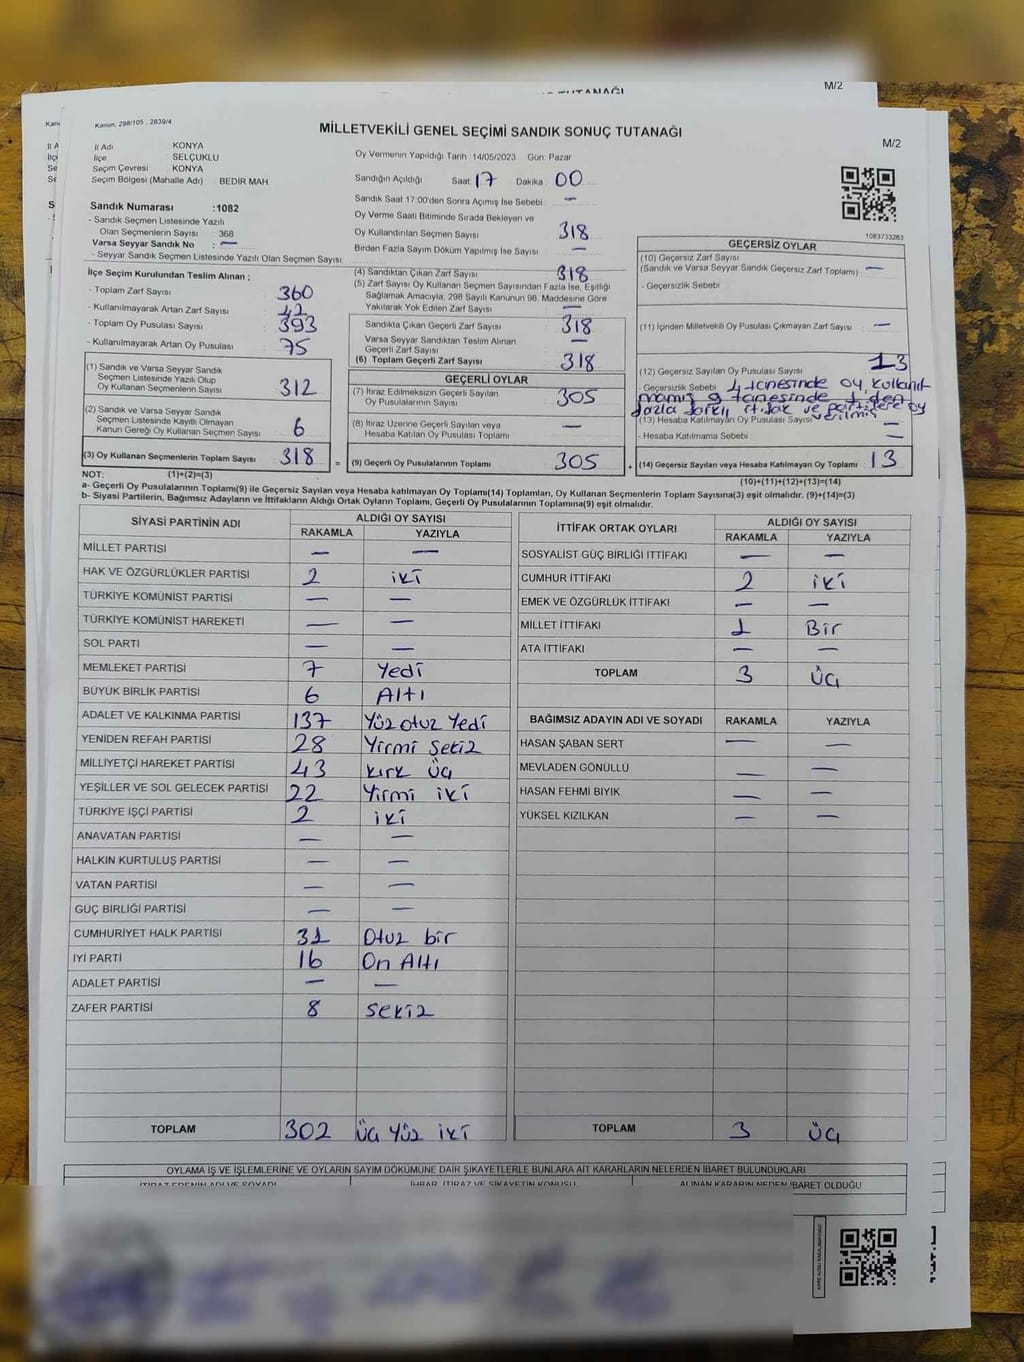 M/2
Kanun, 298/105 , 2839/4
MİLLETVEKİLİ GENEL SEÇİMİ SANDIK SONUÇ TUTANAĞI
M/2
İl Adı KONYA
İlçe SELÇUKLU
Seçim Çevresi KONYA
Seçim Bölgesi (Mahalle Adı) BEDİR MAH.
Oy Vermenin Yapıldığı Tarih 14/05/2023 Gün: Pazar
Sandığın Açıldığı Saat: 17 Dakika: 00
Sandık Saat 17:00'den Sonra Açımış İse Sebebi : —
Oy Verme Saati Bitiminde Sırada Bekleyen ve
Oy Kullandırılan Seçmen Sayısı 318
Birden Fazla Sayım Döküm Yapılmış İse Sayısı —
Sandık Numarası :1082
- Sandık Seçmen Listesinde Yazılı
Olan Seçmenlerin Sayısı 368
Varsa Seyyar Sandık No : —
- Seyyar Sandık Seçmen Listesinde Yazılı Olan Seçmen Sayısı
İlçe Seçim Kurulundan Teslim Alınan ;
- Toplam Zarf Sayısı 360
- Kullanılmayarak Artan Zarf Sayısı 42
- Toplam Oy Pusulası Sayısı 393
- Kullanılmayarak Artan Oy Pusulası 75
(1) Sandık ve Varsa Seyyar Sandık
Seçmen Listesinde Yazılı Olup
Oy Kullanan Seçmenlerin Sayısı 312
(2) Sandık ve Varsa Seyyar Sandık
Seçmen Listesinde Kayıtlı Olmayan
Kanun Gereği Oy Kullanan Seçmen Sayısı 6
(3) Oy Kullanan Seçmenlerin Toplam Sayısı 318 =
(4) Sandıktan Çıkan Zarf Sayısı 318
(5) Zarf Sayısı Oy Kullanan Seçmen Sayısından Fazla İse, Eşitliği
Sağlamak Amacıyla, 298 Sayılı Kanunun 98. Maddesine Göre
Yakılarak Yok Edilen Zarf Sayısı —
Sandıkta Çıkan Geçerli Zarf Sayısı 318
Varsa Seyyar Sandıktan Teslim Alınan
Geçerli Zarf Sayısı —
(6) Toplam Geçerli Zarf Sayısı 318
GEÇERLİ OYLAR
(7) İtiraz Edilmeksizin Geçerli Sayılan
Oy Pusulalarının Sayısı 305
(8) İtiraz Üzerine Geçerli Sayılan veya
Hesaba Katılan Oy Pusulası Toplamı —
(9) Geçerli Oy Pusulalarının Toplamı 305 +
1083733283
GEÇERSİZ OYLAR
(10) Geçersiz Zarf Sayısı
(Sandık ve Varsa Seyyar Sandık Geçersiz Zarf Toplamı) —
- Geçersizlik Sebebi
(11) İçinden Milletvekili Oy Pusulası Çıkmayan Zarf Sayısı —
(12) Geçersiz Sayılan Oy Pusulası Sayısı 13
- Geçersizlik Sebebi 4 tanesinde oy kullanıl
mamış 9 tanesinde 1 den
fazla farklı ittifak ve partilere oy
verilmiş
(13) Hesaba Katılmayan Oy Pusulası Sayısı —
- Hesaba Katılmama Sebebi —
(14) Geçersiz Sayılan veya Hesaba Katılmayan Oy Toplamı 13
NOT: (1)+(2)=(3) (10)+(11)+(12)+(13)=(14)
a- Geçerli Oy Pusulalarının Toplamı(9) ile Geçersiz Sayılan veya Hesaba katılmayan Oy Toplamı(14) Toplamları, Oy Kullanan Seçmenlerin Toplam Sayısına(3) eşit olmalıdır. (9)+(14)=(3)
b- Siyasi Partilerin, Bağımsız Adayların ve İttifakların Aldığı Ortak Oyların Toplamı, Geçerli Oy Pusulalarının Toplamına(9) eşit olmalıdır.
SİYASİ PARTİNİN ADI ALDIĞI OY SAYISI
RAKAMLA YAZIYLA
MİLLET PARTİSİ — —
HAK VE ÖZGÜRLÜKLER PARTİSİ 2 iki
TÜRKİYE KOMÜNİST PARTİSİ — —
TÜRKİYE KOMÜNİST HAREKETİ — —
SOL PARTİ — —
MEMLEKET PARTİSİ 7 Yedi
BÜYÜK BİRLİK PARTİSİ 6 Altı
ADALET VE KALKINMA PARTİSİ 137 Yüz otuz Yedi
YENİDEN REFAH PARTİSİ 28 Yirmi Sekiz
MİLLİYETÇİ HAREKET PARTİSİ 43 kırk üç
YEŞİLLER VE SOL GELECEK PARTİSİ 22 Yirmi iki
TÜRKİYE İŞÇİ PARTİSİ 2 iki
ANAVATAN PARTİSİ — —
HALKIN KURTULUŞ PARTİSİ — —
VATAN PARTİSİ — —
GÜÇ BİRLİĞİ PARTİSİ — —
CUMHURİYET HALK PARTİSİ 31 Otuz bir
İYİ PARTİ 16 On Altı
ADALET PARTİSİ — —
ZAFER PARTİSİ 8 sekiz
TOPLAM 302 üç Yüz iki
İTTİFAK ORTAK OYLARI ALDIĞI OY SAYISI
RAKAMLA YAZIYLA
SOSYALİST GÜÇ BİRLİĞİ İTTİFAKI — —
CUMHUR İTTİFAKI 2 iki
EMEK VE ÖZGÜRLÜK İTTİFAKI — —
MİLLET İTTİFAKI 1 Bir
ATA İTTİFAKI — —
TOPLAM 3 üç
BAĞIMSIZ ADAYIN ADI VE SOYADI RAKAMLA YAZIYLA
HASAN ŞABAN SERT — —
MEVLADEN GÖNÜLLÜ — —
HASAN FEHMİ BIYIK — —
YÜKSEL KIZILKAN — —
TOPLAM 3 üç
OYLAMA İŞ VE İŞLEMLERİNE VE OYLARIN SAYIM DÖKÜMÜNE DAİR ŞİKAYETLERLE BUNLARA AİT KARARLARIN NELERDEN İBARET BULUNDUKLARI
İTİRAZ EDENİN ADI VE SOYADI İHBAR, İTİRAZ VE ŞİKAYETİN KONUSU ALINAN KARARIN NEDEN İBARET OLDUĞU